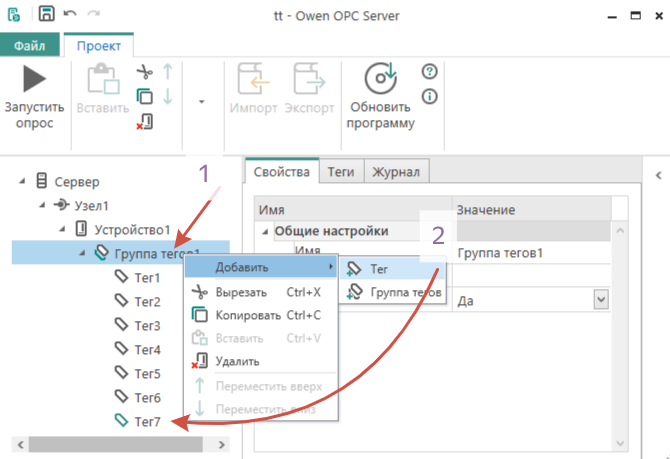 tt - Owen OPC Server
Файл
Проект
Запустить
опрос
Вставить
Импорт
Экспорт
Обновить
программу
1
Сервер
Узел1
Устройство1
Группа тегов1
Тег1
Тег2
Тег3
Тег4
Тег5
Тег6
Тег7
Добавить
Вырезать Ctrl+X
Копировать Ctrl+C
Вставить Ctrl+V
Удалить
Переместить вверх
Переместить вниз
Тег
Группа тегов
2
Свойства
Теги
Журнал
Имя
Значение
Общие настройки
Имя
Группа тегов1
Да